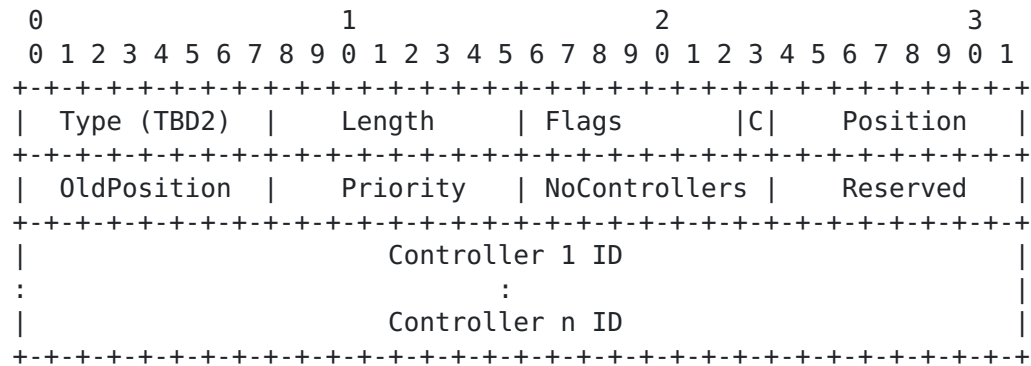 0                   1                   2                   3
 0 1 2 3 4 5 6 7 8 9 0 1 2 3 4 5 6 7 8 9 0 1 2 3 4 5 6 7 8 9 0 1
+-+-+-+-+-+-+-+-+-+-+-+-+-+-+-+-+-+-+-+-+-+-+-+-+-+-+-+-+-+-+-+-+
|  Type (TBD2)  |    Length     | Flags       |C|    Position   |
+-+-+-+-+-+-+-+-+-+-+-+-+-+-+-+-+-+-+-+-+-+-+-+-+-+-+-+-+-+-+-+-+
|  OldPosition  |    Priority   | NoControllers |    Reserved   |
+-+-+-+-+-+-+-+-+-+-+-+-+-+-+-+-+-+-+-+-+-+-+-+-+-+-+-+-+-+-+-+-+
|                       Controller 1 ID                         |
:                              :                                |
|                       Controller n ID                         |
+-+-+-+-+-+-+-+-+-+-+-+-+-+-+-+-+-+-+-+-+-+-+-+-+-+-+-+-+-+-+-+-+